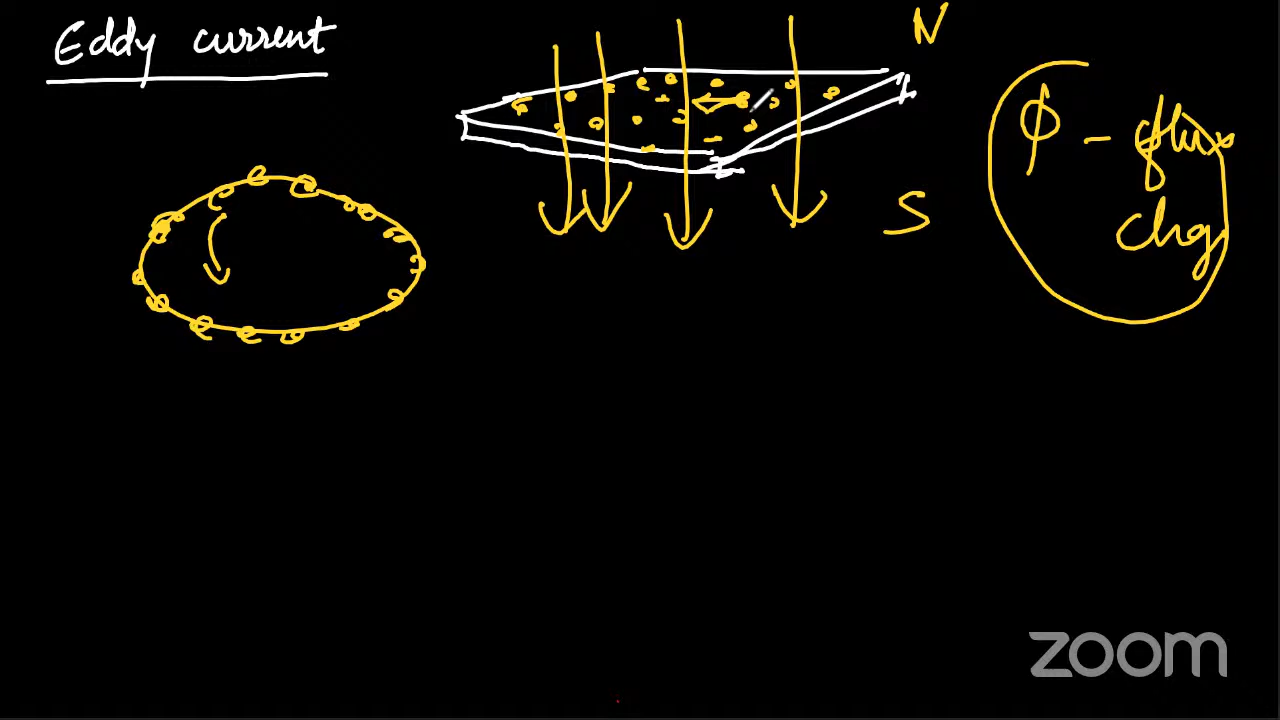 Eddy current
N
ϕ - flux
chg
S
zoom